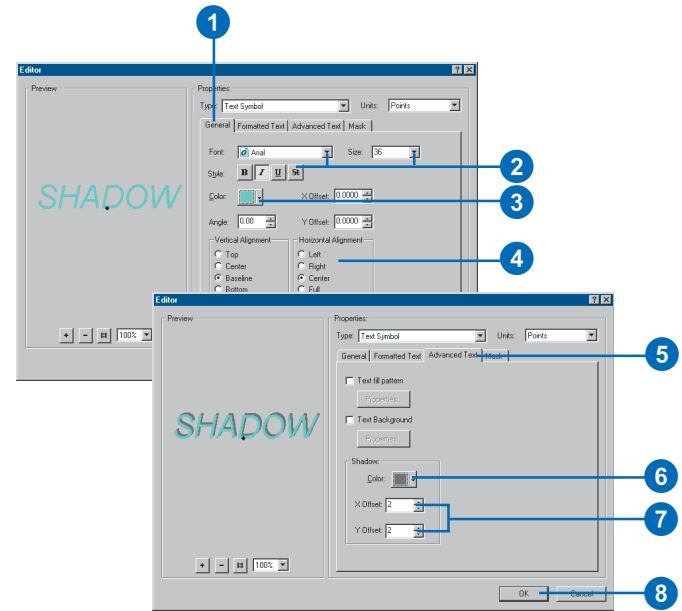 1
Editor
Preview
Properties:
Type: Text Symbol
Units: Points
General
Formatted Text
Advanced Text
Mask
Font: Arial
Size: 36
2
Style: B I U St
SHADOW
Color:
X Offset: 0.0000
3
Angle: 0.00
Y Offset: 0.0000
Vertical Alignment
Horizontal Alignment
Top
Left
Center
Right
4
Baseline
Center
Bottom
Full
+ - 100%
Editor
Preview
Properties:
Type: Text Symbol
Units: Points
General
Formatted Text
Advanced Text
Mask
5
Text fill pattern
Properties...
Text Background
Properties...
SHADOW
Shadow:
Color:
6
X Offset: 2
7
Y Offset: 2
+ - 100%
OK
Cancel
8